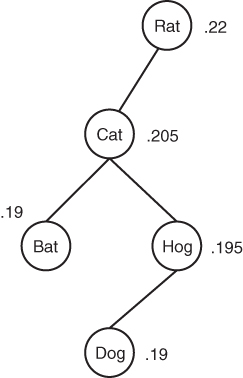 Rat .22
Cat .205
.19
Bat
Hog .195
Dog .19